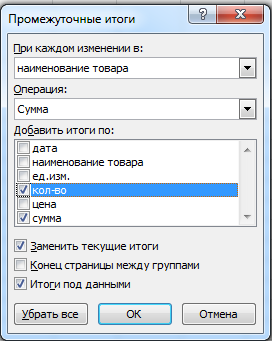 Промежуточные итоги
При каждом изменении в:
наименование товара
Операция:
Сумма
Добавить итоги по:
дата
наименование товара
ед.изм.
кол-во
цена
сумма
Заменить текущие итоги
Конец страницы между группами
Итоги под данными
Убрать все
ОК
Отмена